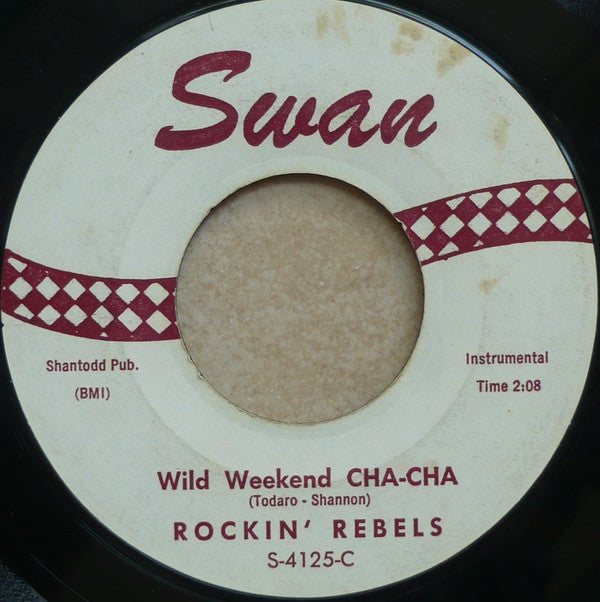 Swan
Shantodd Pub.
(BMI)
Instrumental
Time 2:08
Wild Weekend CHA-CHA
(Todaro - Shannon)
ROCKIN' REBELS
S-4125-C